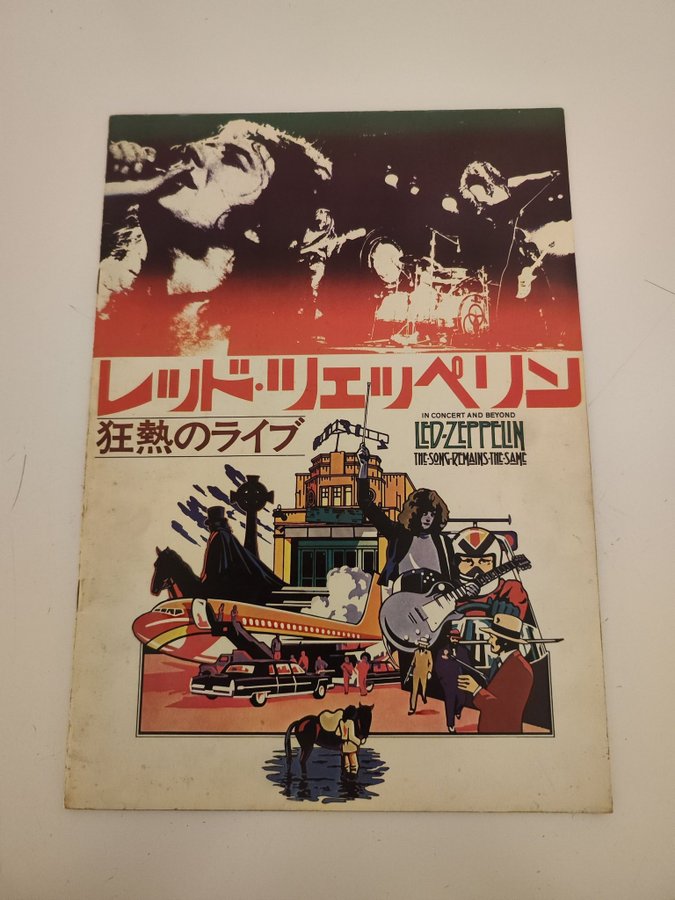 レッド・ツェッペリン
狂熱のライブ
IN CONCERT AND BEYOND
LED-ZEPPELIN
THE·SONG·REMAINS·THE·SAME